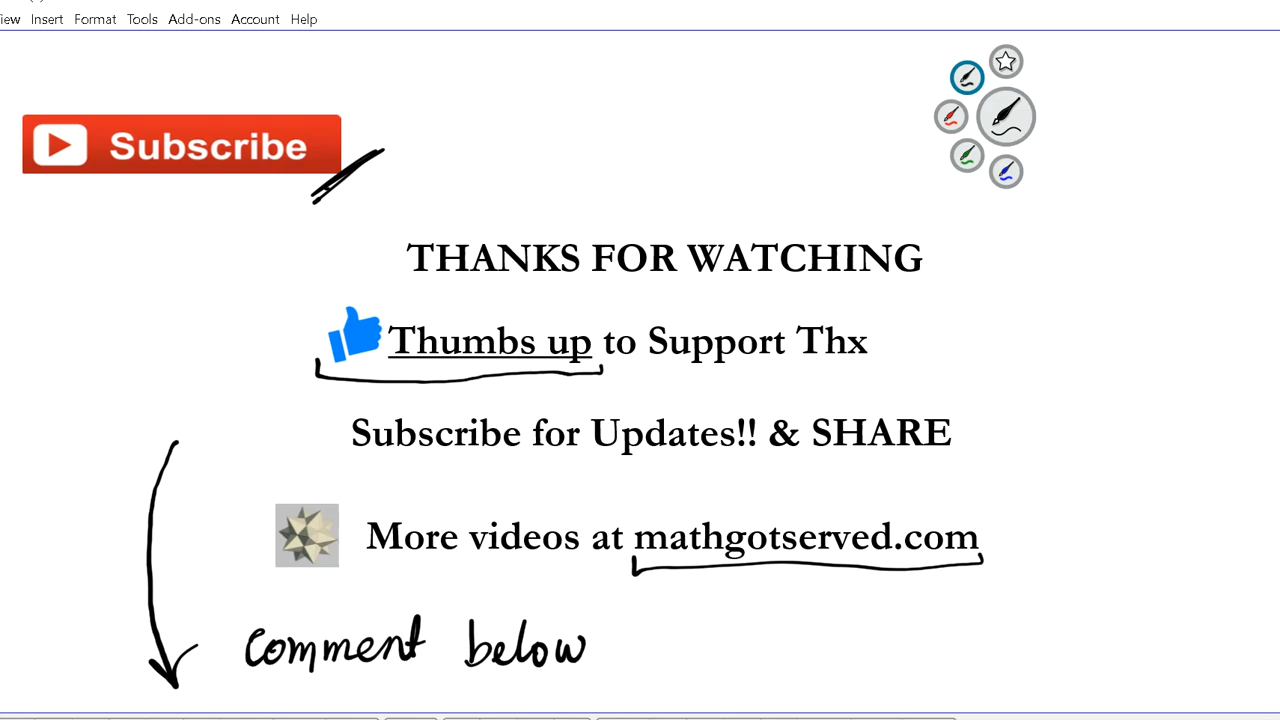 iew Insert Format Tools Add-ons Account Help
Subscribe
THANKS FOR WATCHING
Thumbs up to Support Thx
Subscribe for Updates!! & SHARE
More videos at mathgotserved.com
comment below